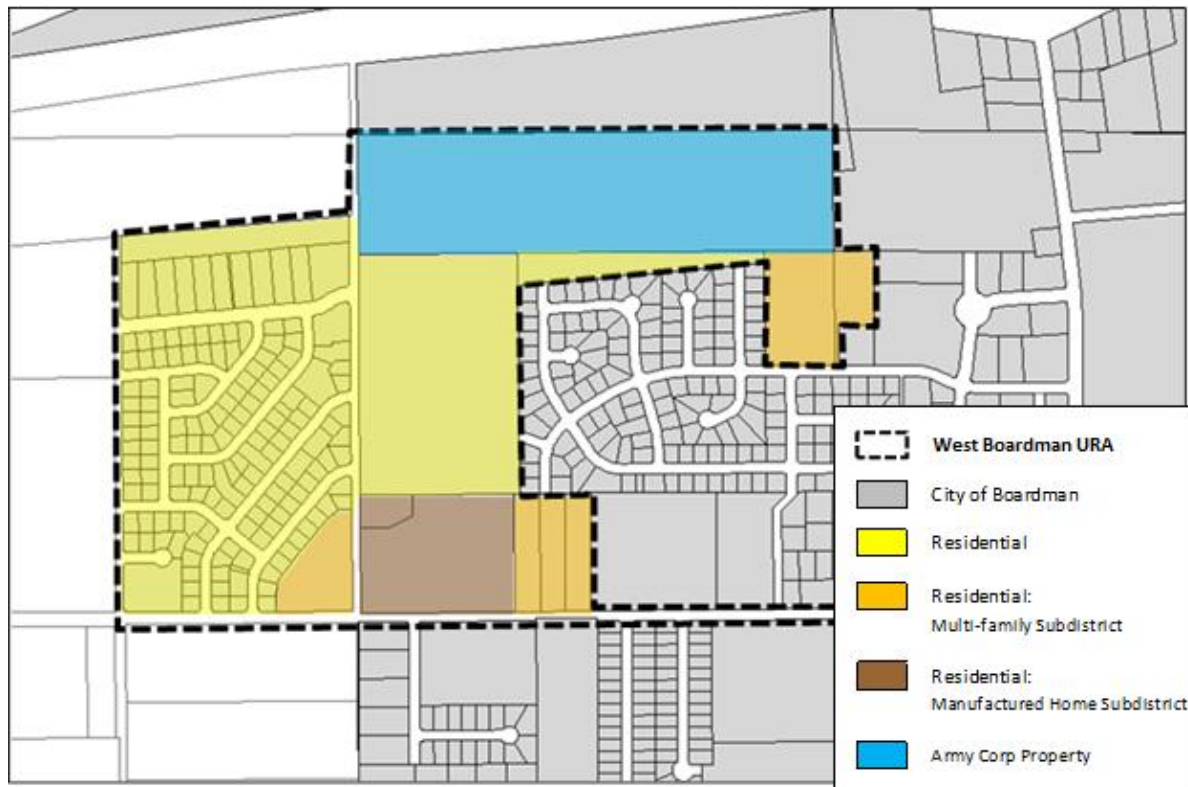 West Boardman URA
City of Boardman
Residential
Residential:
Multi-family Subdistrict
Residential:
Manufactured Home Subdistrict
Army Corp Property